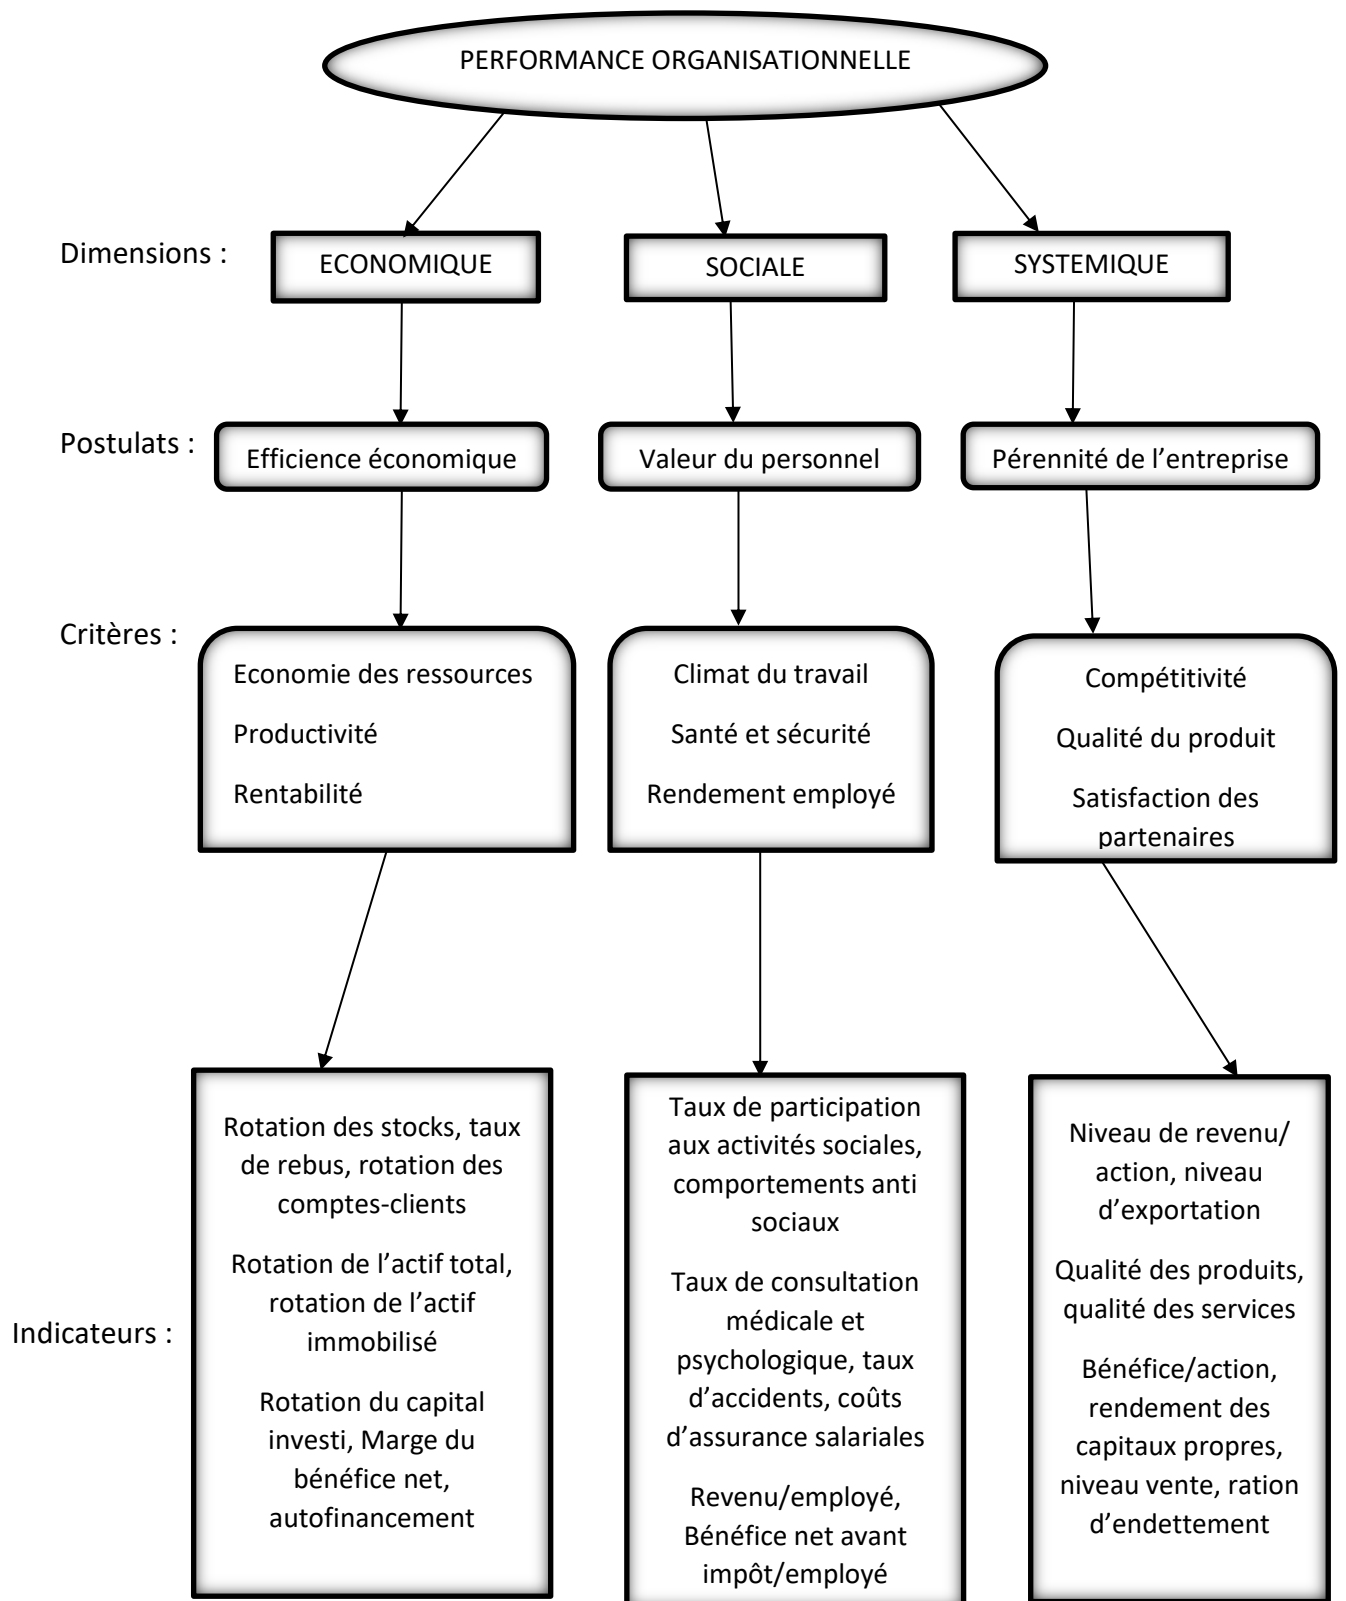 PERFORMANCE ORGANISATIONNELLE
Dimensions :
ECONOMIQUE
SOCIALE
SYSTEMIQUE
Postulats :
Efficience économique
Valeur du personnel
Pérennité de l’entreprise
Critères :
Economie des ressources
Productivité
Rentabilité
Climat du travail
Santé et sécurité
Rendement employé
Compétitivité
Qualité du produit
Satisfaction des
partenaires
Indicateurs :
Rotation des stocks, taux
de rebus, rotation des
comptes-clients
Rotation de l’actif total,
rotation de l’actif
immobilisé
Rotation du capital
investi, Marge du
bénéfice net,
autofinancement
Taux de participation
aux activités sociales,
comportements anti
sociaux
Taux de consultation
médicale et
psychologique, taux
d’accidents, coûts
d’assurance salariales
Revenu/employé,
Bénéfice net avant
impôt/employé
Niveau de revenu/
action, niveau
d’exportation
Qualité des produits,
qualité des services
Bénéfice/action,
rendement des
capitaux propres,
niveau vente, ration
d’endettement